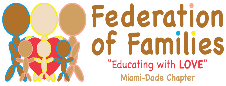 Federation
of Families
"Educating with LOVE"
Miami-Dade Chapter